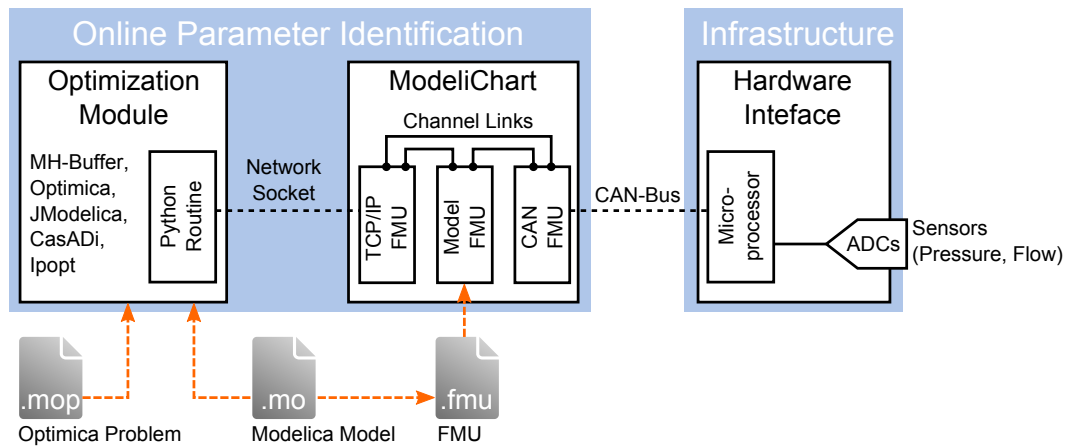 Online Parameter Identification
Optimization
Module
MH-Buffer,
Optimica,
JModelica,
CasADi,
Ipopt
Python
Routine
Network
Socket
ModeliChart
Channel Links
TCP/IP
FMU
Model
FMU
CAN
FMU
CAN-Bus
Infrastructure
Hardware
Inteface
Micro-
processor
ADCs
Sensors
(Pressure, Flow)
.mop
Optimica Problem
.mo
Modelica Model
.fmu
FMU